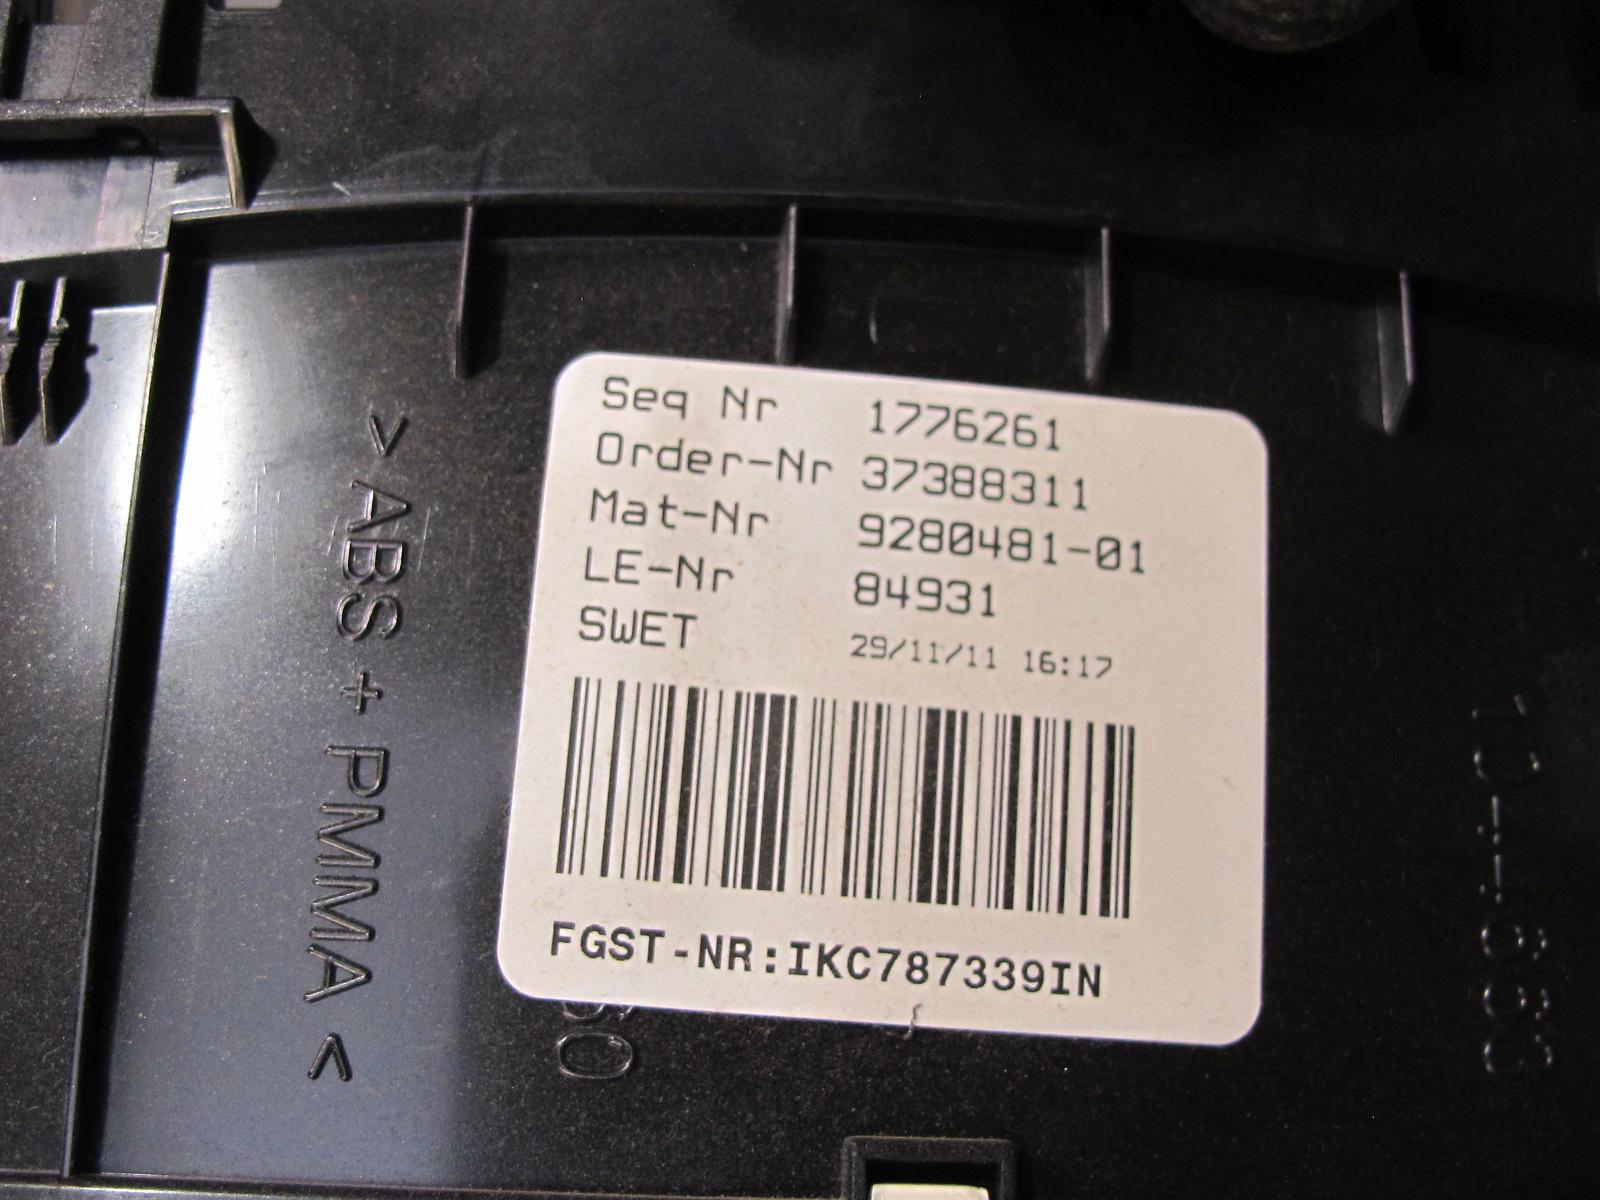 Seq Nr 1776261
Order-Nr 37388311
Mat-Nr 9280481-01
LE-Nr 84931
SWET 29/11/11 16:17
FGST-NR:IKC787339IN
>ABS + PMMA<